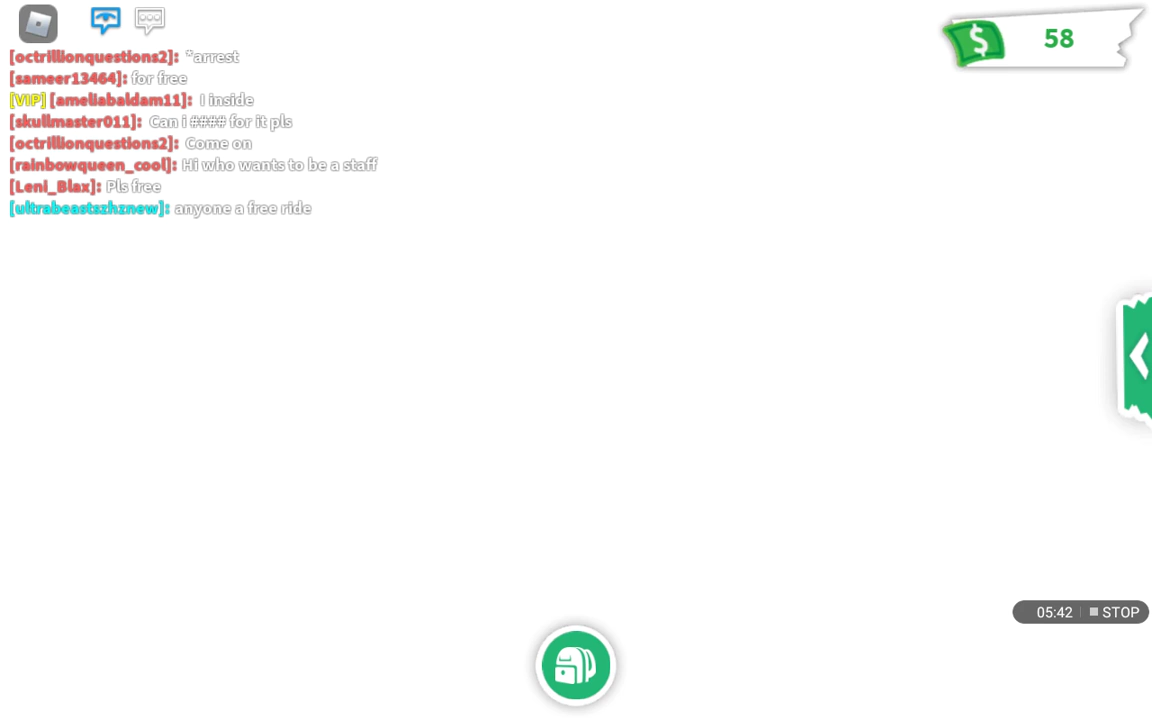 [octrillionquestions2]: *arrest
[sameer13464]: for free
[VIP] [ameliabaldam11]: I inside
[skullmaster011]: Can i #### for it pls
[octrillionquestions2]: Come on
[rainbowqueen_cool]: Hi who wants to be a staff
[Leni_Blax]: Pls free
[ultrabeastszhznew]: anyone a free ride
$ 58
05:42 STOP